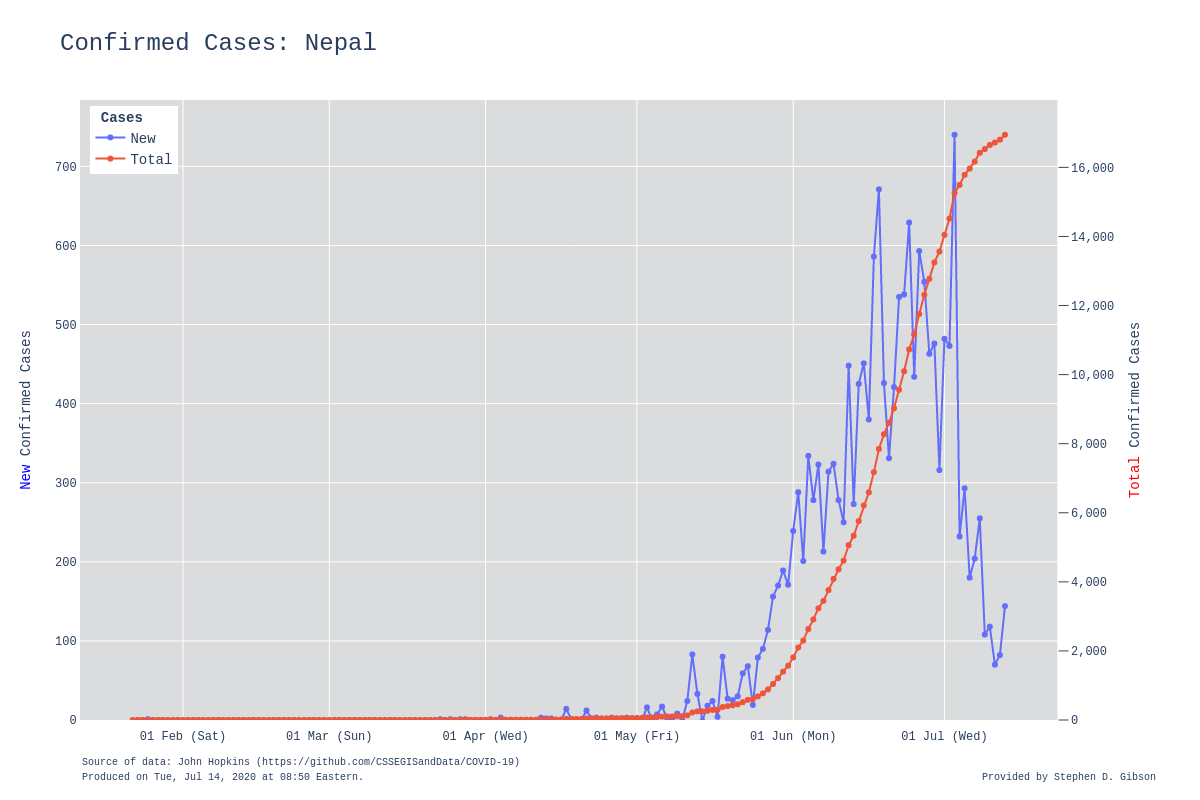 Confirmed Cases: Nepal
Cases
New
Total
700
600
500
400
300
200
100
0
New Confirmed Cases
16,000
14,000
12,000
10,000
8,000
6,000
4,000
2,000
0
Total Confirmed Cases
01 Feb (Sat) 01 Mar (Sun) 01 Apr (Wed) 01 May (Fri) 01 Jun (Mon) 01 Jul (Wed)
Source of data: John Hopkins (https://github.com/CSSEGISandData/COVID-19)
Produced on Tue, Jul 14, 2020 at 08:50 Eastern.
Provided by Stephen D. Gibson